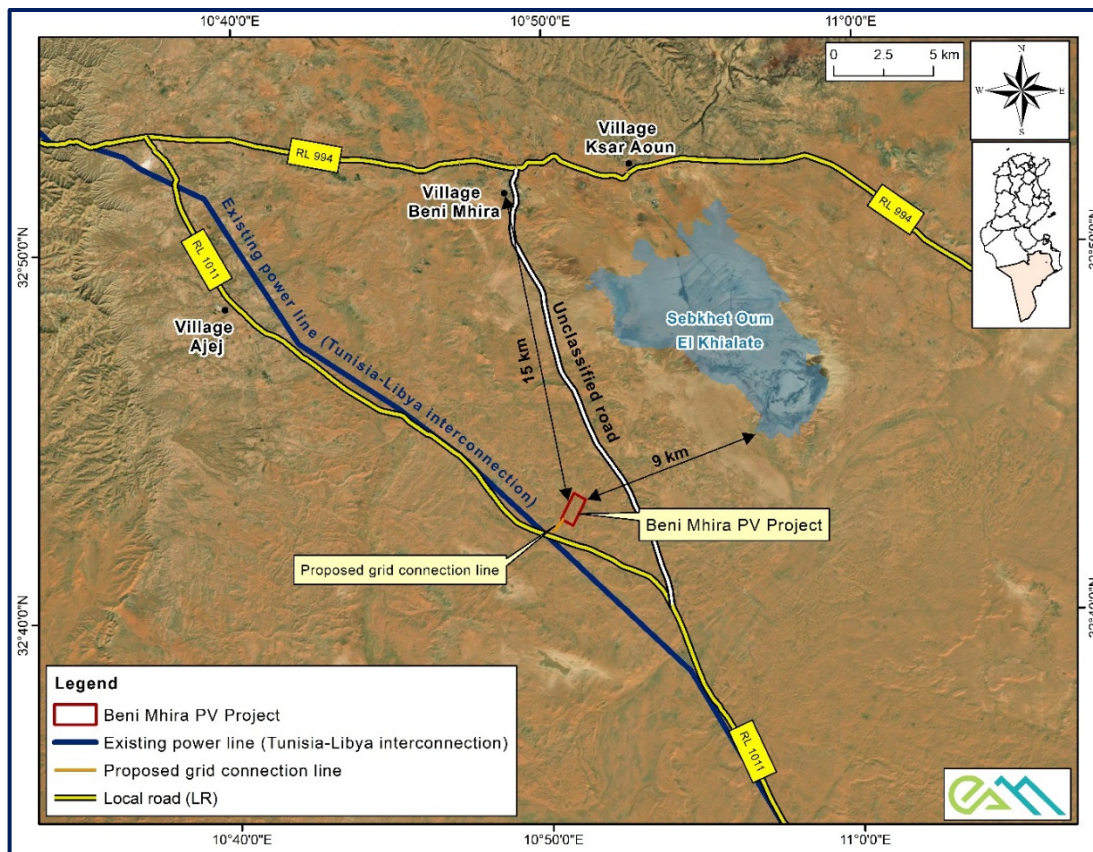 10°40'0"E
10°50'0"E
11°0'0"E
0 2.5 5 km
N
W E
S
Village
Ksar Aoun
RL 994
Village
Beni Mhira
RL 994
Existing power line (Tunisia-Libya interconnection)
RL 1011
32°50'0"N
Village
Ajej
Unclassified road
Sebkhet Oum
El Khialate
15 km
9 km
Beni Mhira PV Project
Proposed grid connection line
32°40'0"N
32°40'0"N
Legend
Beni Mhira PV Project
Existing power line (Tunisia-Libya interconnection)
Proposed grid connection line
Local road (LR)
RL 1011
10°40'0"E
10°50'0"E
11°0'0"E